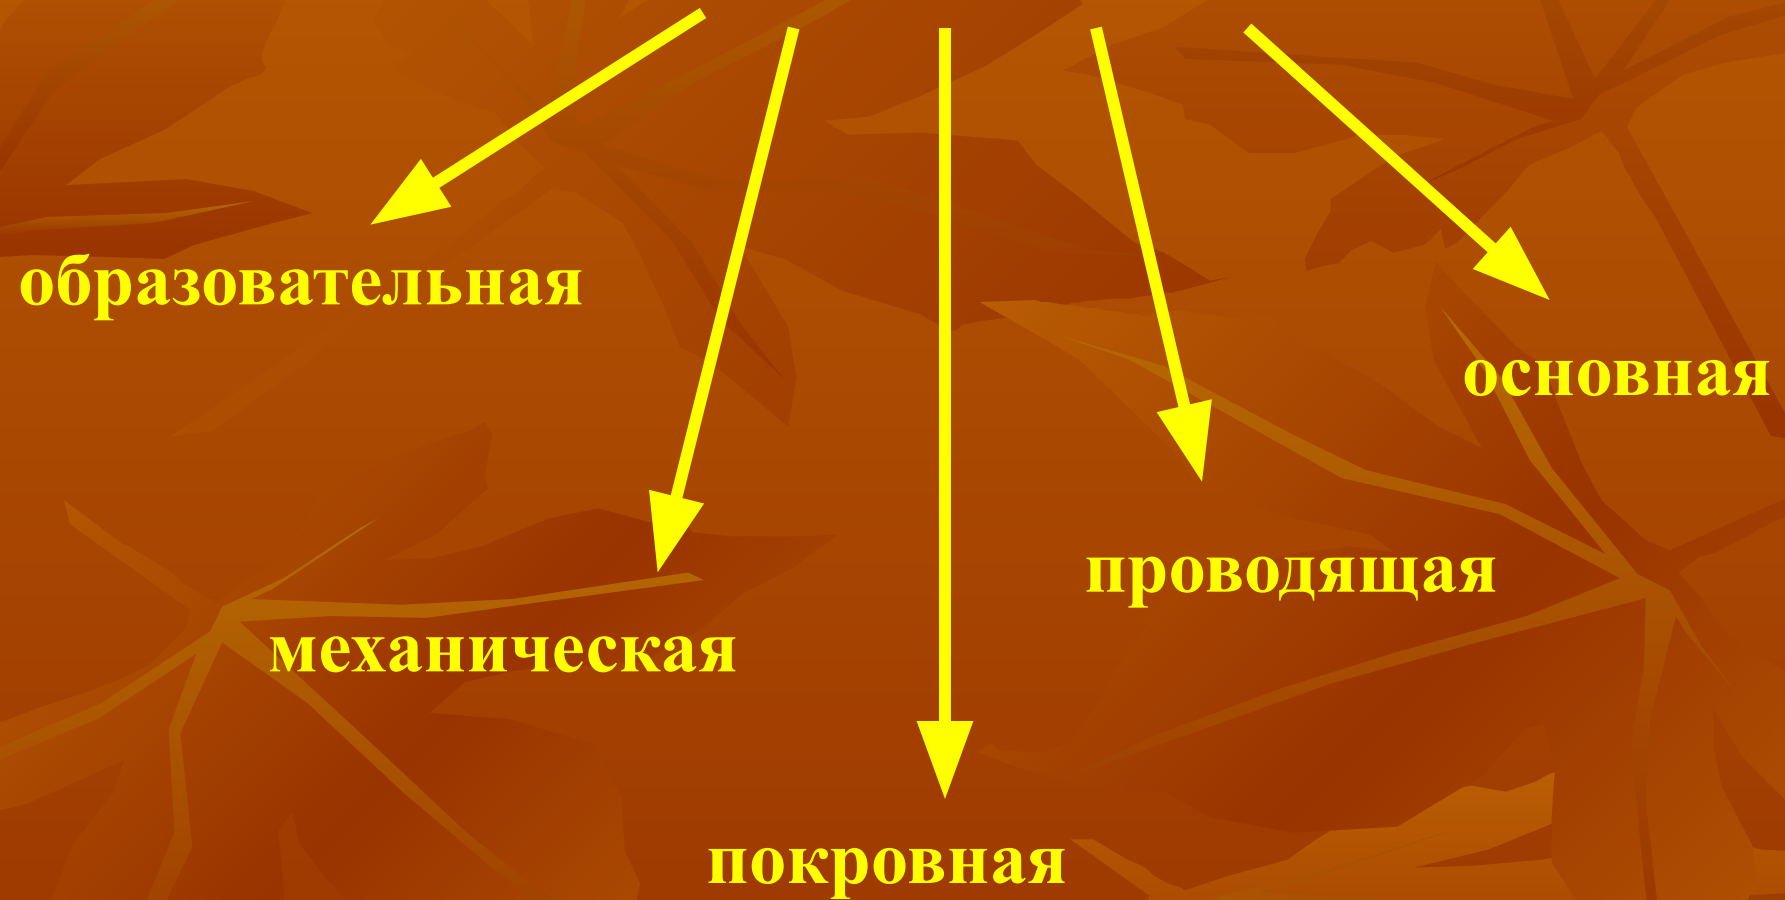 образовательная
основная
проводящая
механическая
покровная